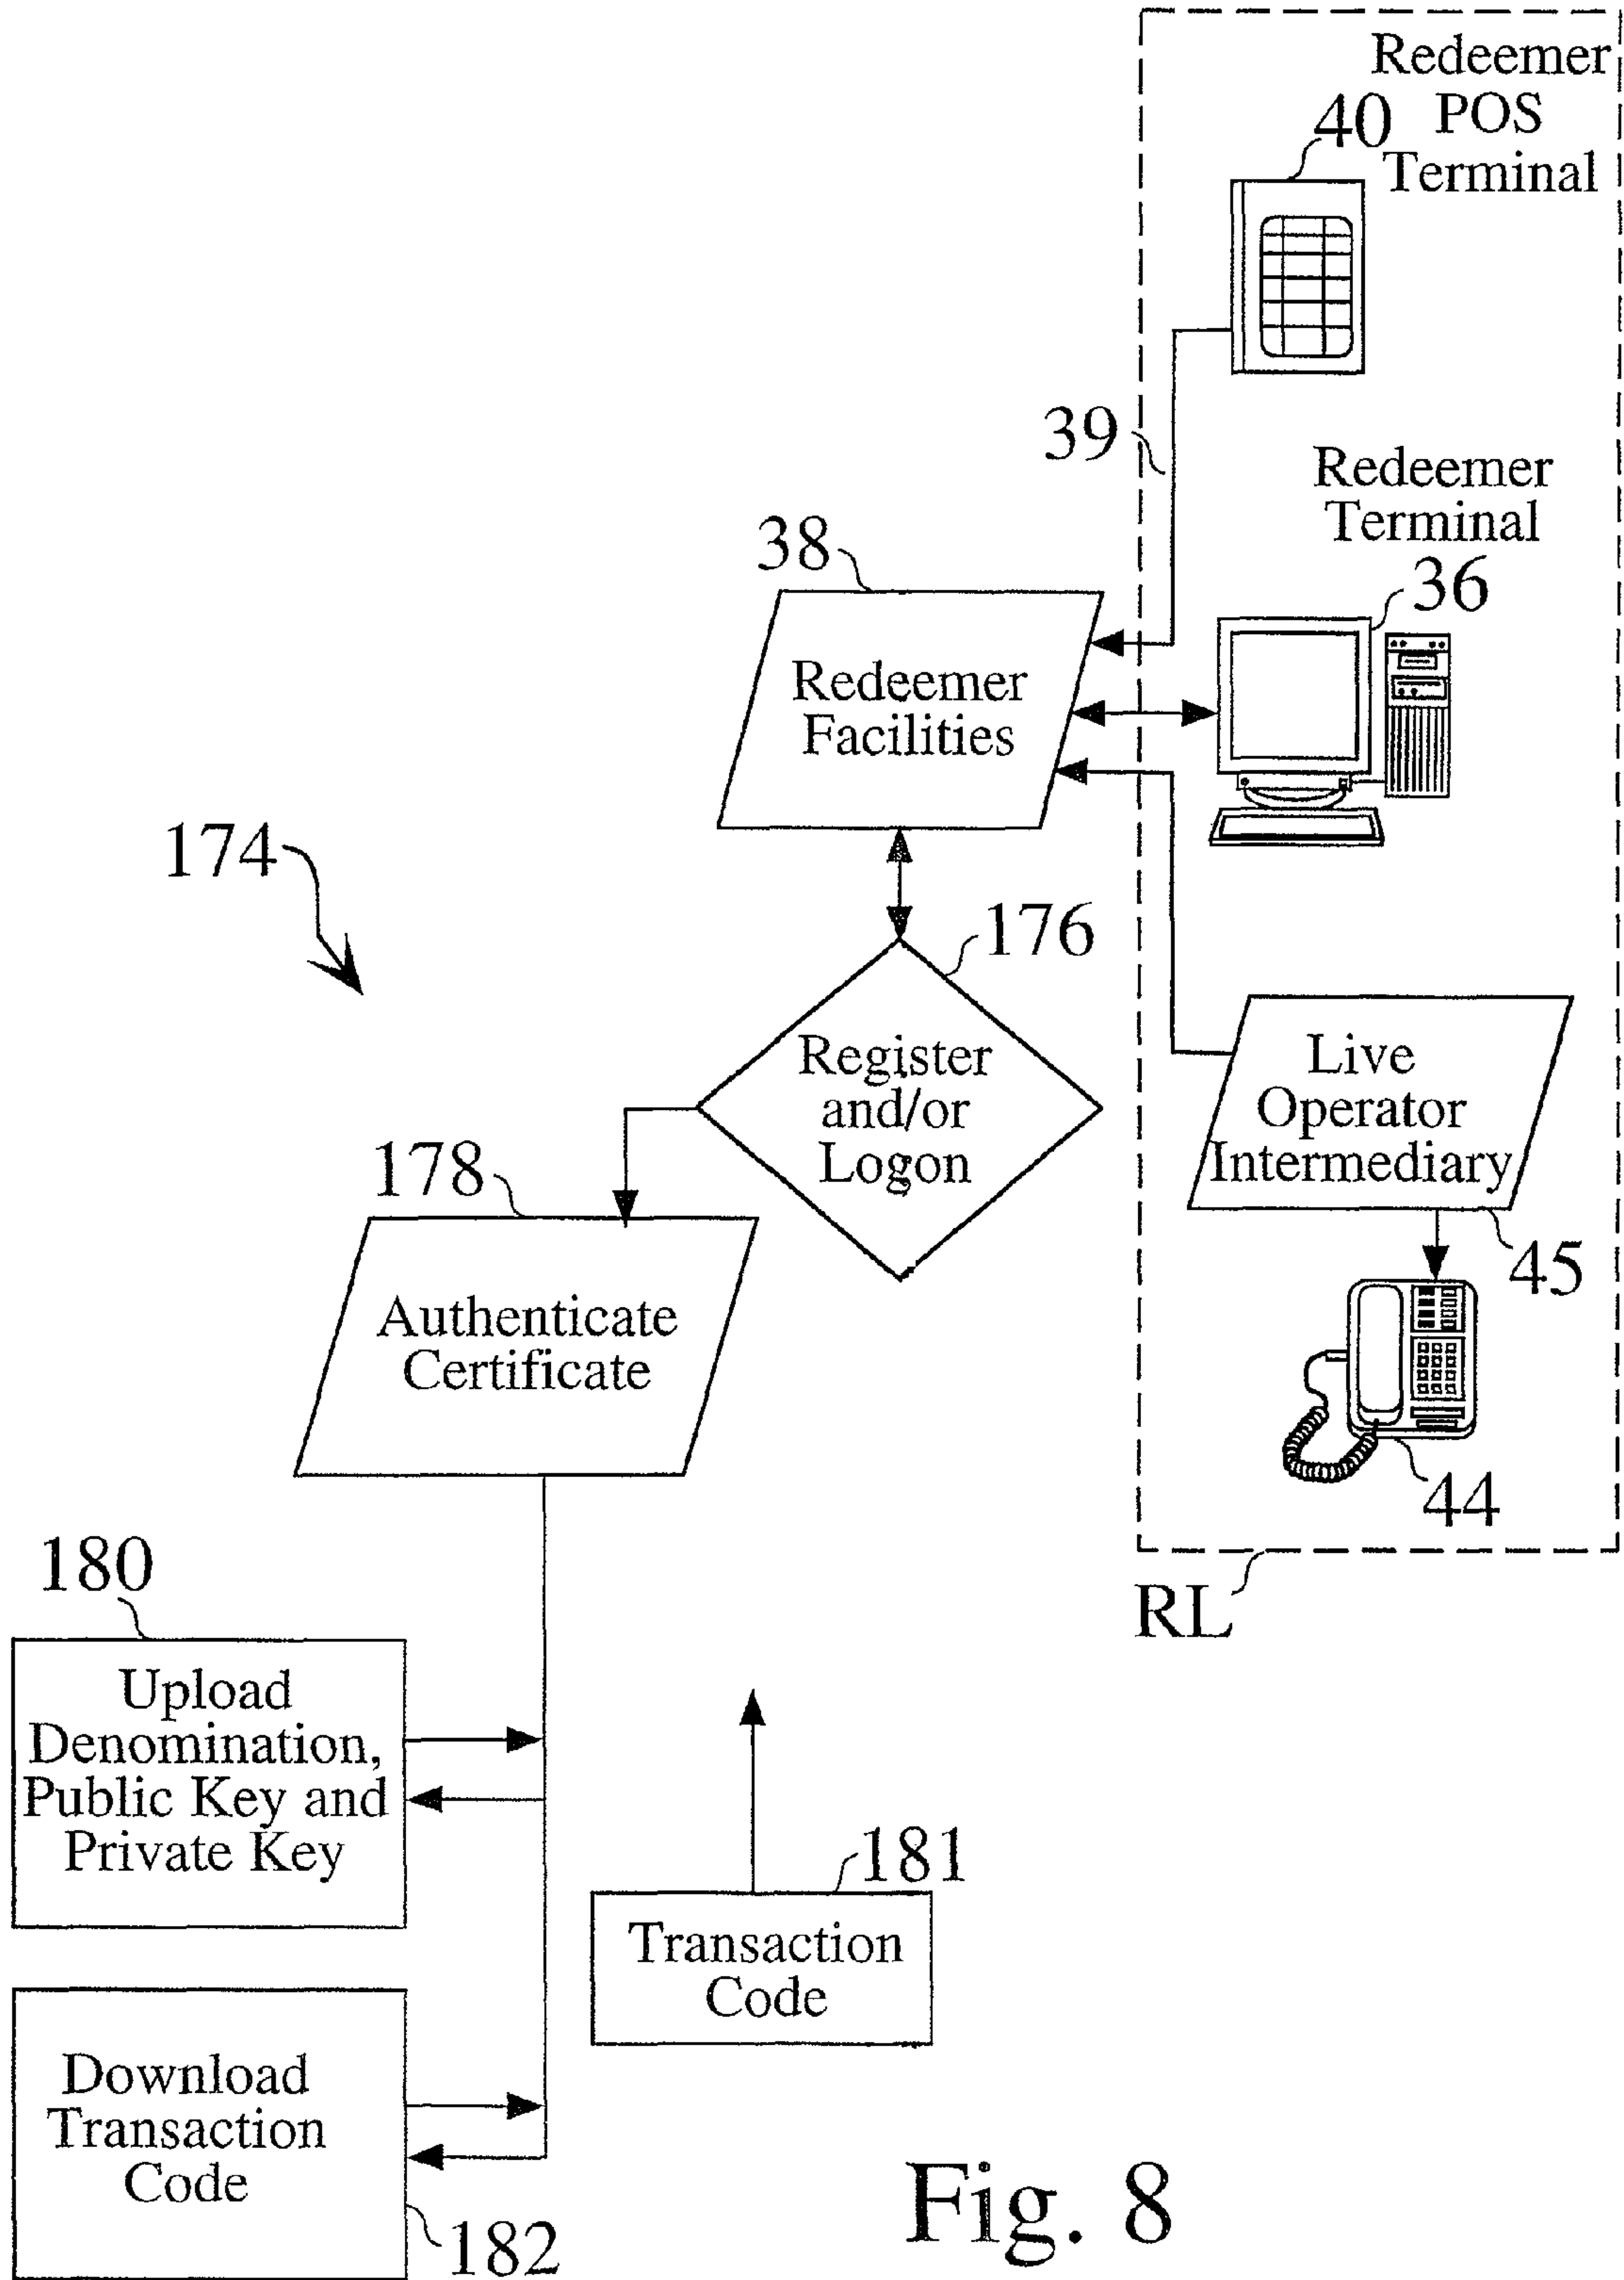 Redeemer
POS
Terminal
40
39
Redeemer
Terminal
36
38
Redeemer
Facilities
174
176
Register
and/or
Logon
Live
Operator
Intermediary
45
44
RL
178
Authenticate
Certificate
180
Upload
Denomination,
Public Key and
Private Key
181
Transaction
Code
Download
Transaction
Code
182
Fig. 8